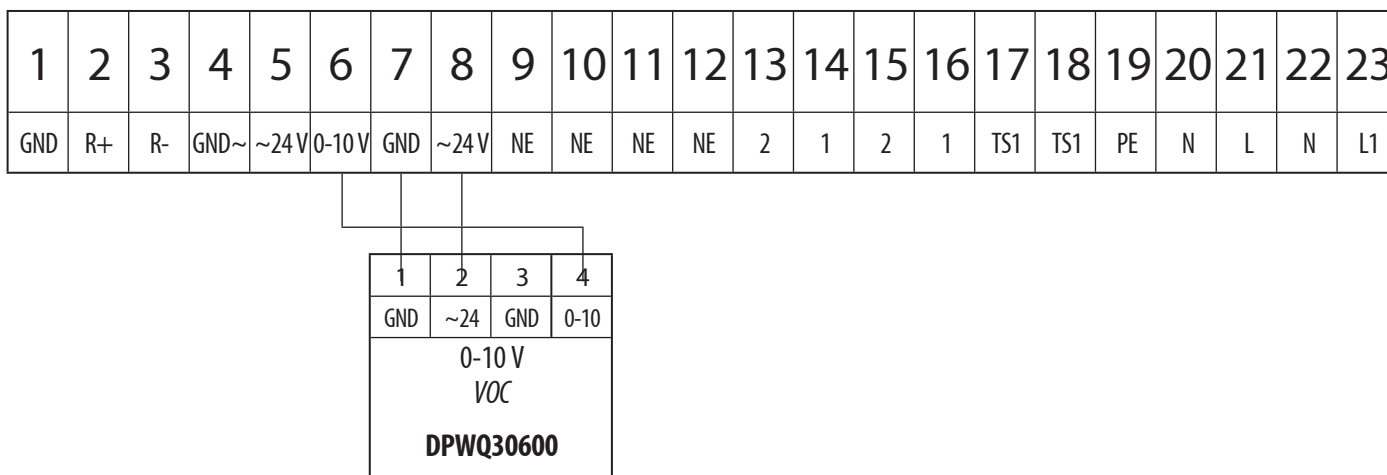 1 2 3 4 5 6 7 8 9 10 11 12 13 14 15 16 17 18 19 20 21 22 23
GND R+ R- GND~ ~24 V 0-10 V GND ~24 V NE NE NE NE 2 1 2 1 TS1 TS1 PE N L N L1
1 2 3 4
GND ~24 GND 0-10
0-10 V
VOC
DPWQ30600